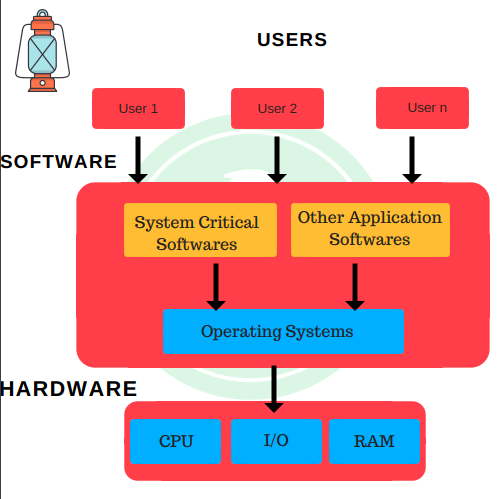 USERS
User 1
User 2
User n
SOFTWARE
System Critical
Softwares
Other Application
Softwares
Operating Systems
HARDWARE
CPU
I/O
RAM